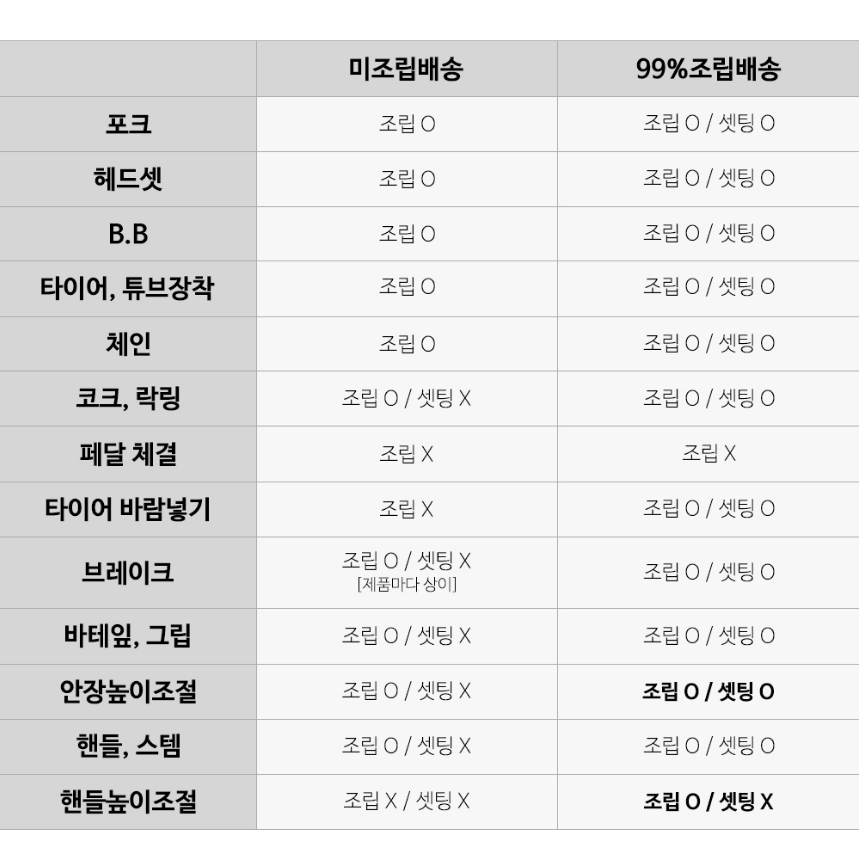 미조립배송 99%조립배송
포크 조립 O 조립 O / 셋팅 O
헤드셋 조립 O 조립 O / 셋팅 O
B.B 조립 O 조립 O / 셋팅 O
타이어, 튜브장착 조립 O 조립 O / 셋팅 O
체인 조립 O 조립 O / 셋팅 O
코크, 락링 조립 O / 셋팅 X 조립 O / 셋팅 O
페달 체결 조립 X 조립 X
타이어 바람넣기 조립 X 조립 O / 셋팅 O
브레이크 조립 O / 셋팅 X 조립 O / 셋팅 O
[제품마다 상이]
바테잎, 그립 조립 O / 셋팅 X 조립 O / 셋팅 O
안장높이조절 조립 O / 셋팅 X 조립 O / 셋팅 O
핸들, 스템 조립 O / 셋팅 X 조립 O / 셋팅 O
핸들높이조절 조립 X / 셋팅 X 조립 O / 셋팅 X